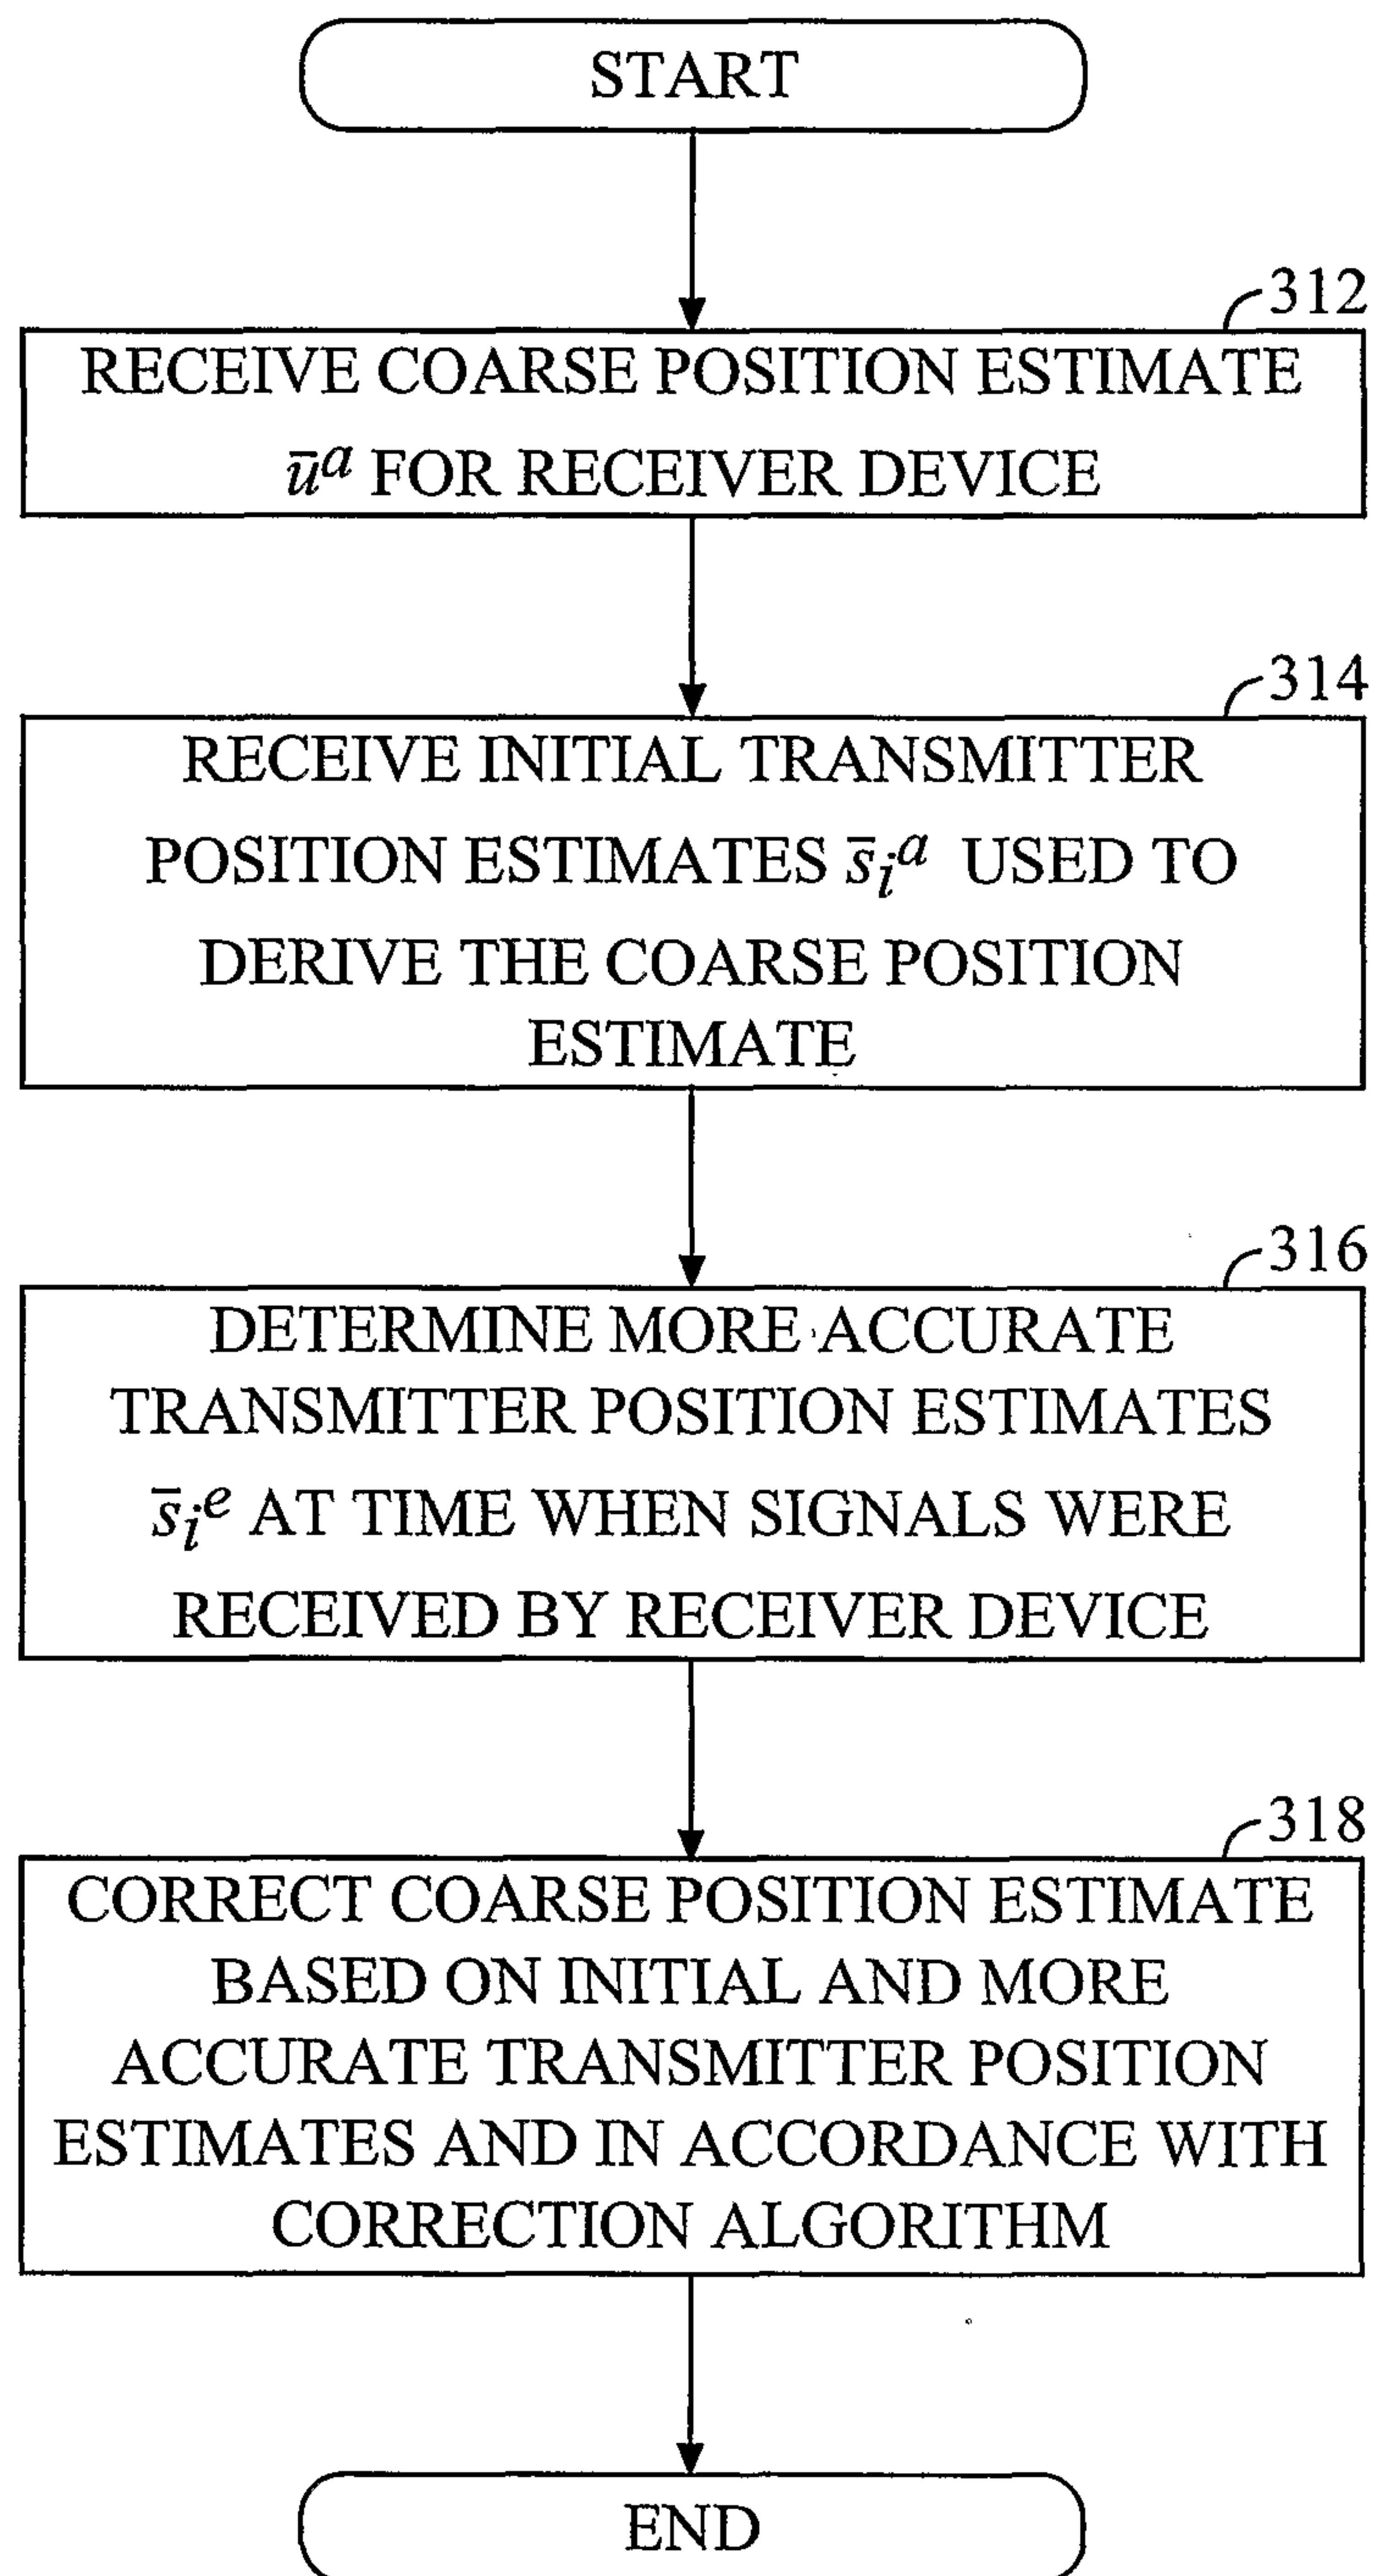 START
312
RECEIVE COARSE POSITION ESTIMATE
ū^a FOR RECEIVER DEVICE
314
RECEIVE INITIAL TRANSMITTER
POSITION ESTIMATES s̄_i^a USED TO
DERIVE THE COARSE POSITION
ESTIMATE
316
DETERMINE MORE ACCURATE
TRANSMITTER POSITION ESTIMATES
s̄_i^e AT TIME WHEN SIGNALS WERE
RECEIVED BY RECEIVER DEVICE
318
CORRECT COARSE POSITION ESTIMATE
BASED ON INITIAL AND MORE
ACCURATE TRANSMITTER POSITION
ESTIMATES AND IN ACCORDANCE WITH
CORRECTION ALGORITHM
END